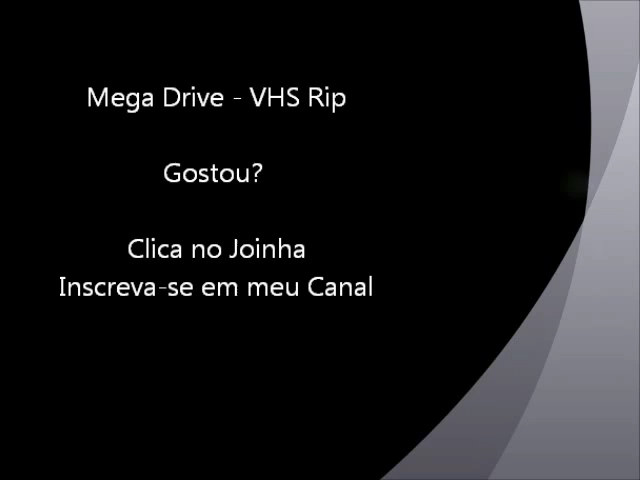 Mega Drive - VHS Rip
Gostou?
Clica no Joinha
Inscreva-se em meu Canal